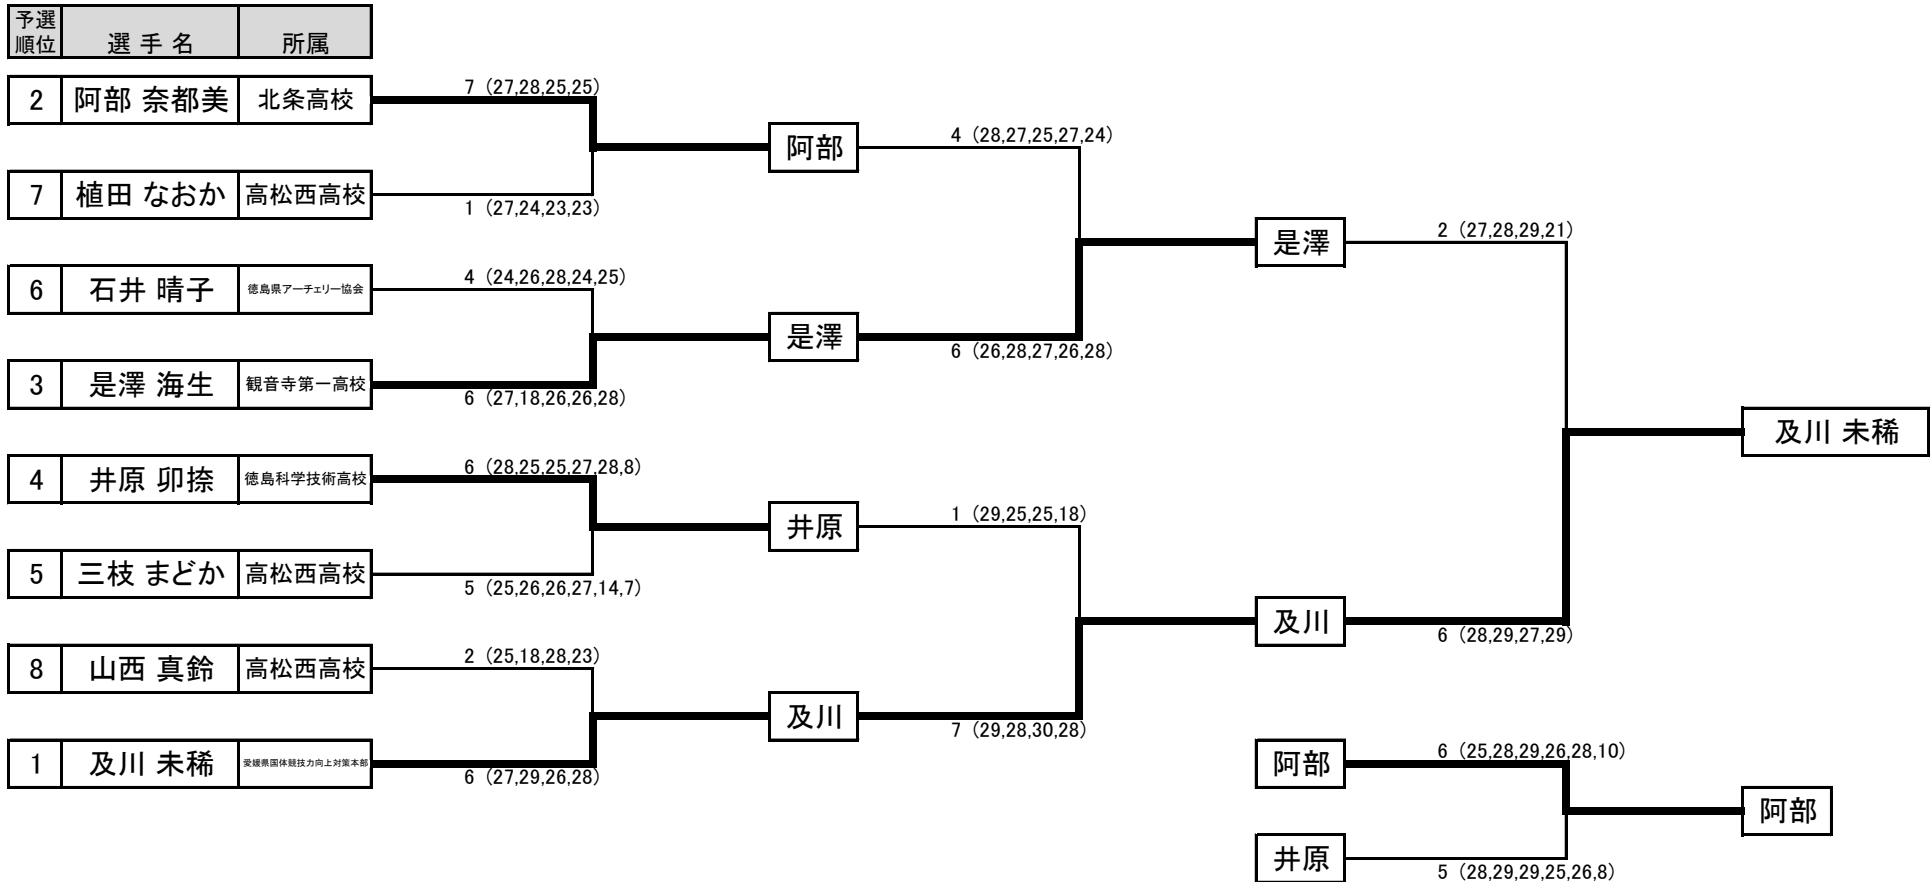 予選
順位 選 手 名 所属
2 阿部 奈都美 北条高校
7 (27,28,25,25)
阿部
4 (28,27,25,27,24)
7 植田 なおか 高松西高校
1 (27,24,23,23)
是澤
2 (27,28,29,21)
6 石井 晴子 徳島県アーチェリー協会
4 (24,26,28,24,25)
是澤
6 (26,28,27,26,28)
3 是澤 海生 観音寺第一高校
6 (27,18,26,26,28)
及川 未稀
4 井原 卯捺 徳島科学技術高校
6 (28,25,25,27,28,8)
井原
1 (29,25,25,18)
5 三枝 まどか 高松西高校
5 (25,26,26,27,14,7)
及川
6 (28,29,27,29)
8 山西 真鈴 高松西高校
2 (25,18,28,23)
及川
7 (29,28,30,28)
1 及川 未稀 愛媛県国体競技力向上対策本部
6 (27,29,26,28)
阿部
6 (25,28,29,26,28,10)
阿部
井原
5 (28,29,29,25,26,8)